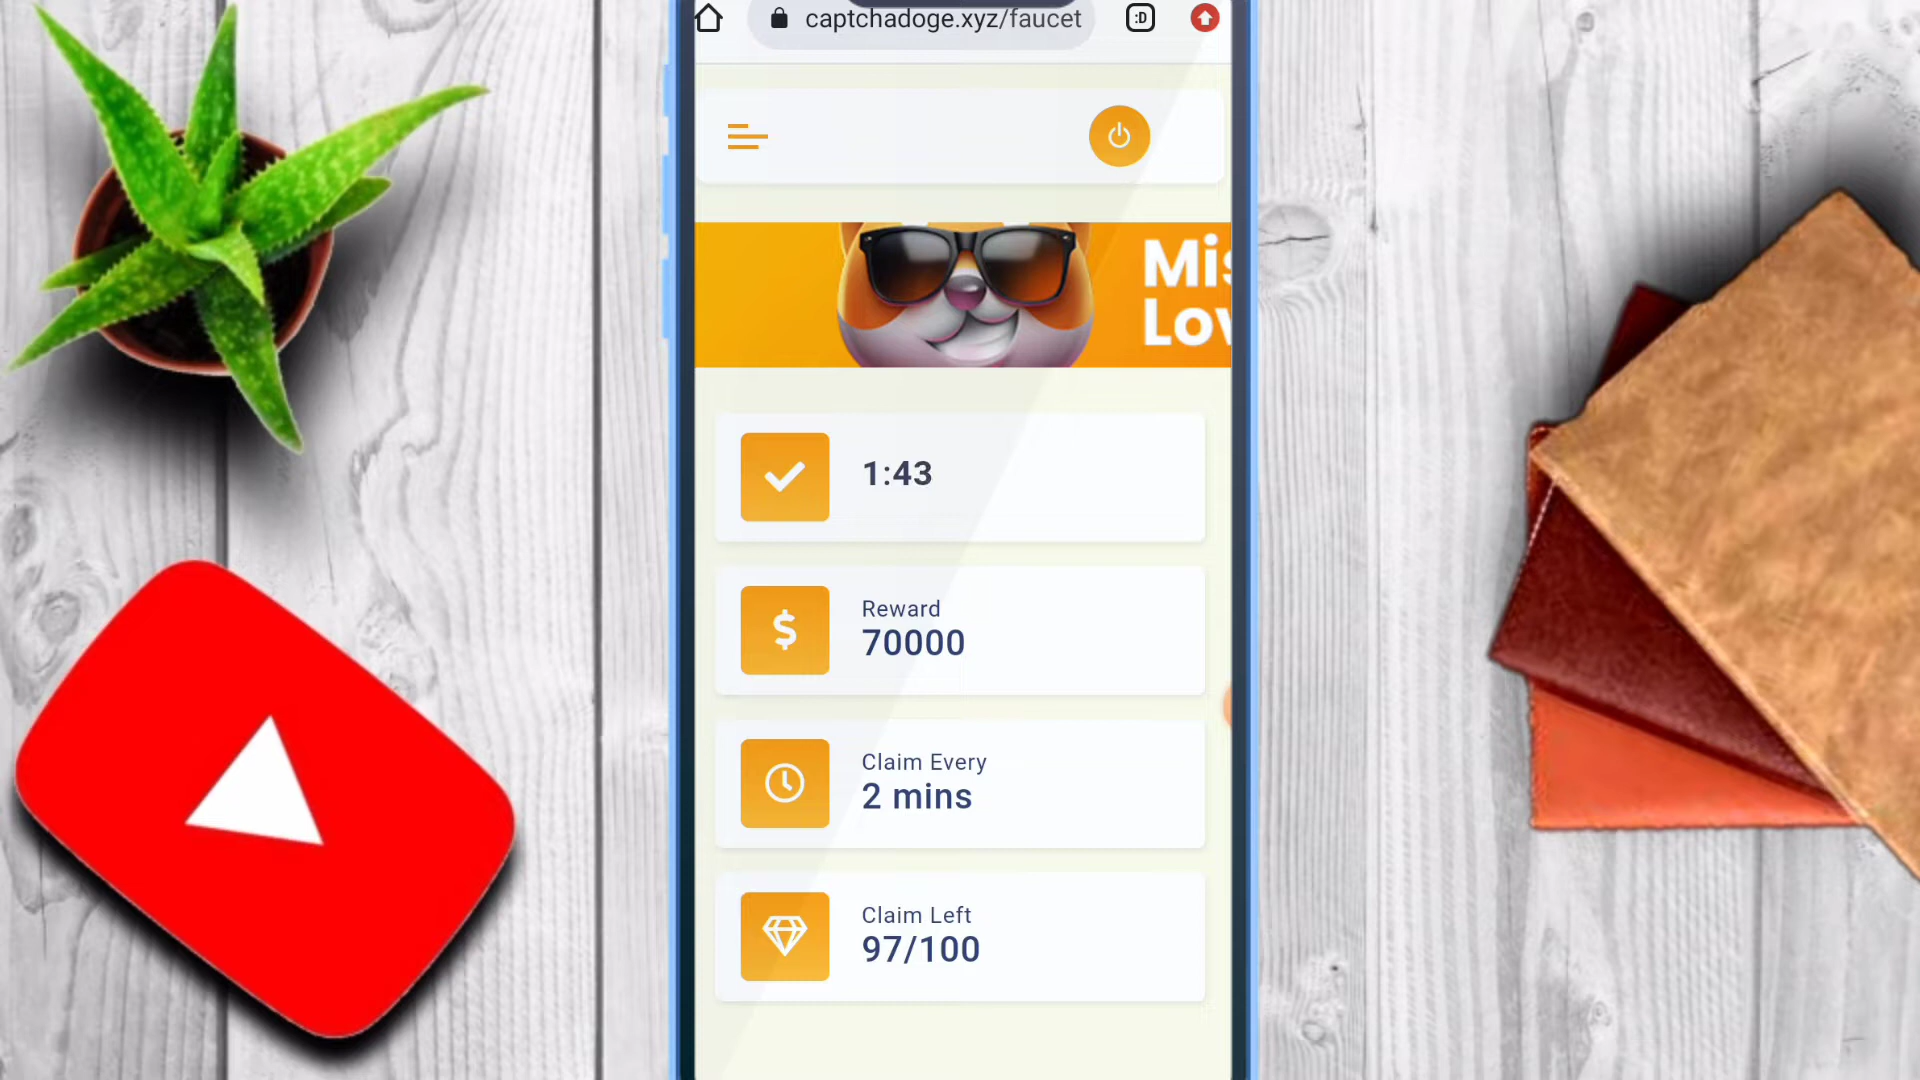 captchadoge.xyz/faucet
:D
Mis
Lov
1:43
Reward
70000
Claim Every
2 mins
Claim Left
97/100